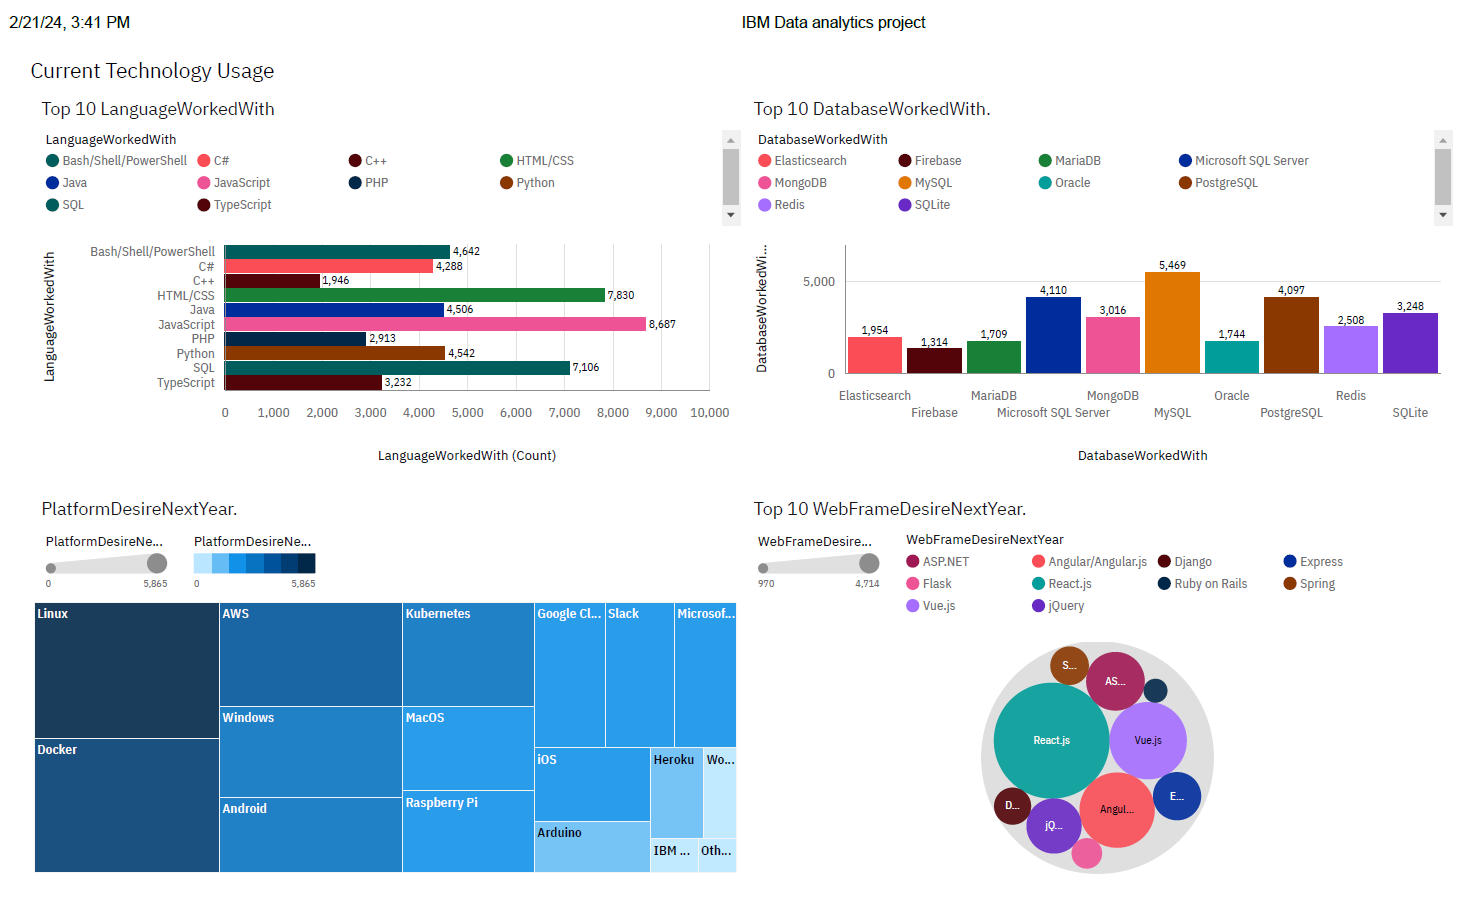 2/21/24, 3:41 PM
IBM Data analytics project
Current Technology Usage
Top 10 LanguageWorkedWith
LanguageWorkedWith
Bash/Shell/PowerShell C# C++ HTML/CSS
Java JavaScript PHP Python
SQL TypeScript
LanguageWorkedWith
Bash/Shell/PowerShell 4,642
C# 4,288
C++ 1,946
HTML/CSS 7,830
Java 4,506
JavaScript 8,687
PHP 2,913
Python 4,542
SQL 7,106
TypeScript 3,232
0 1,000 2,000 3,000 4,000 5,000 6,000 7,000 8,000 9,000 10,000
LanguageWorkedWith (Count)
Top 10 DatabaseWorkedWith.
DatabaseWorkedWith
Elasticsearch Firebase MariaDB Microsoft SQL Server
MongoDB MySQL Oracle PostgreSQL
Redis SQLite
DatabaseWorkedWi...
5,000
0
1,954 1,314 1,709 4,110 3,016 5,469 1,744 4,097 2,508 3,248
Elasticsearch MariaDB MongoDB Oracle Redis
Firebase Microsoft SQL Server MySQL PostgreSQL SQLite
DatabaseWorkedWith
PlatformDesireNextYear.
PlatformDesireNe... PlatformDesireNe...
0 5,865 0 5,865
Linux
Docker
AWS
Windows
Android
Kubernetes
MacOS
Raspberry Pi
Google Cl...
Slack
Microsof...
iOS
Arduino
Heroku
Wo...
IBM ...
Oth...
Top 10 WebFrameDesireNextYear.
WebFrameDesire...
970 4,714
WebFrameDesireNextYear
ASP.NET Angular/Angular.js Django Express
Flask React.js Ruby on Rails Spring
Vue.js jQuery
S...
AS...
React.js
Vue.js
D...
jQ...
Angul...
E...